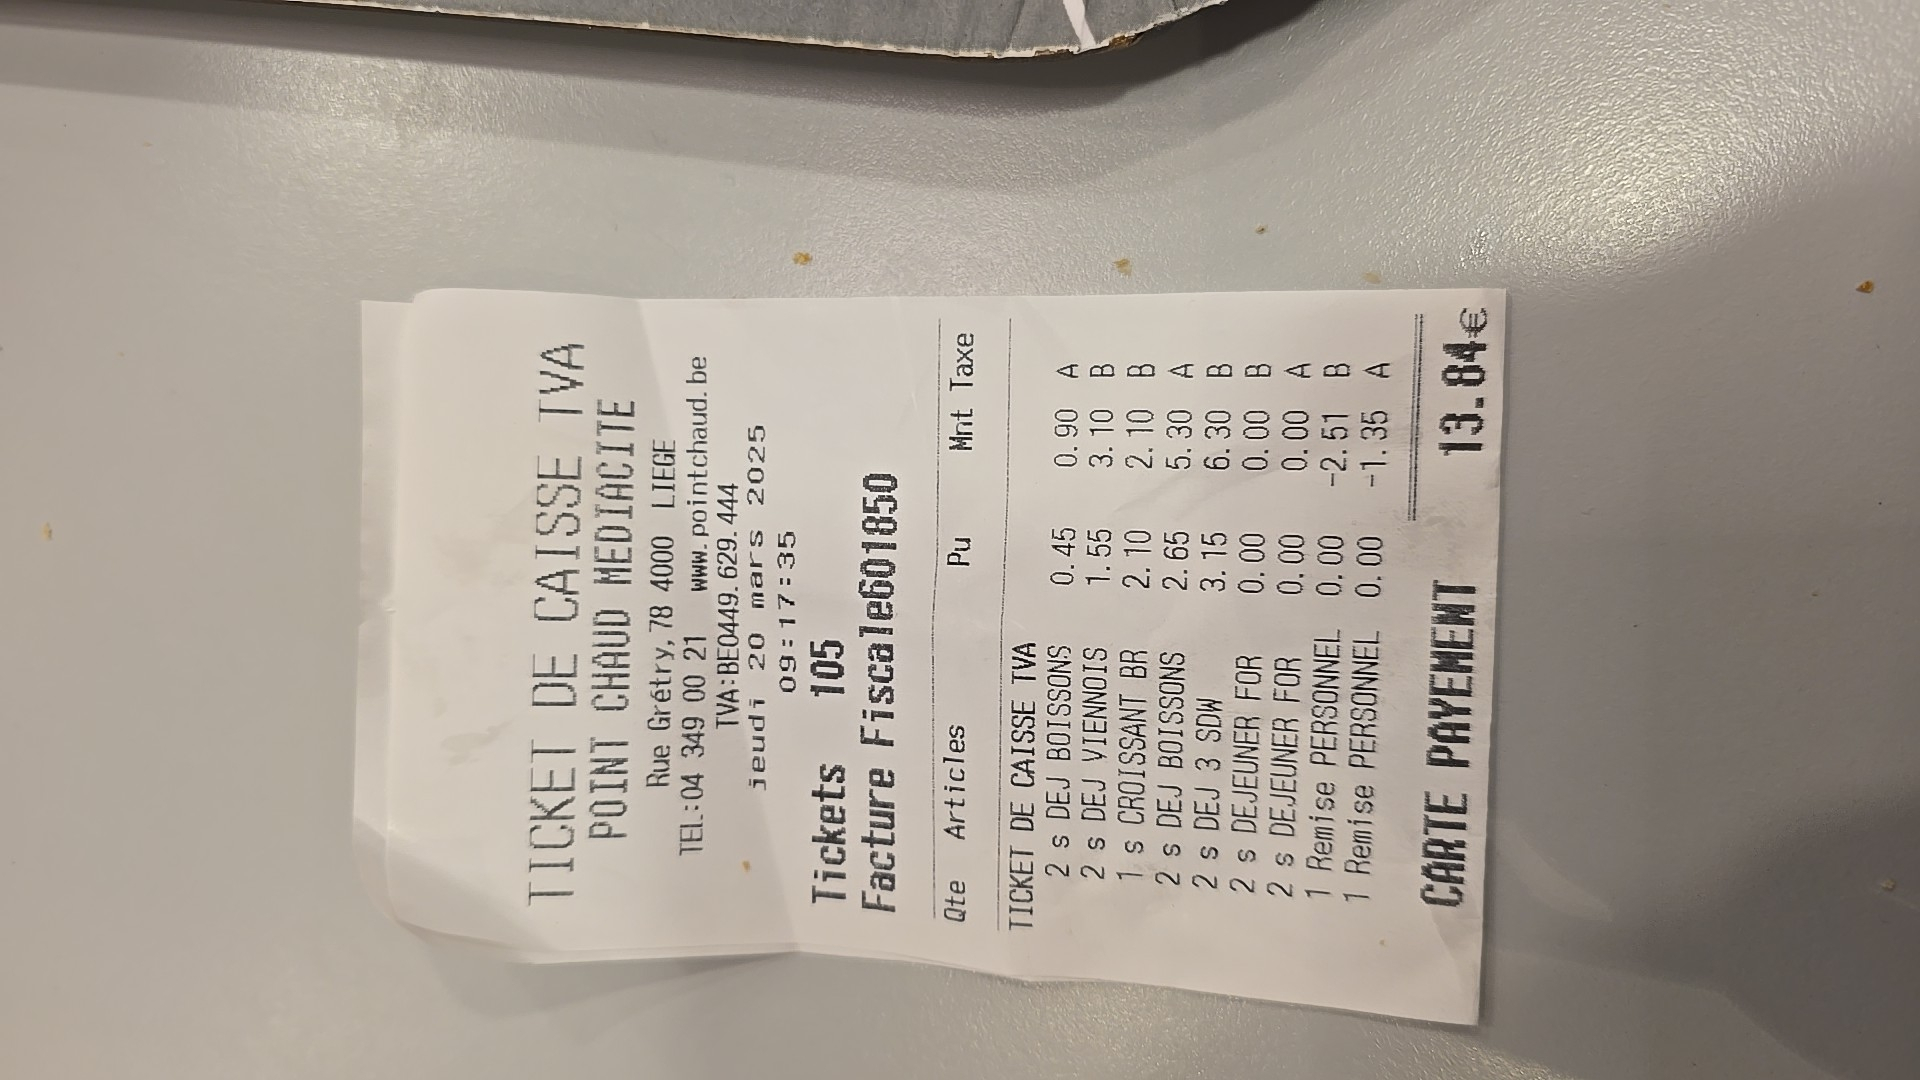 TICKET DE CAISSE TVA
POINT CHAUD MEDIACITE
Rue Grétry,78 4000 LIEGE
TEL:04 349 00 21 www.pointchaud.be
TVA:BE0449.629.444
jeudi 20 mars 2025
09:17:35
Tickets 105
Facture Fiscale601850
Qte Articles Pu Mnt Taxe
TICKET DE CAISSE TVA
2 s DEJ BOISSONS 0.45 0.90 A
2 s DEJ VIENNOIS 1.55 3.10 B
1 s CROISSANT BR 2.10 2.10 B
2 s DEJ BOISSONS 2.65 5.30 A
2 s DEJ 3 SDW 3.15 6.30 B
2 s DEJEUNER FOR 0.00 0.00 B
2 s DEJEUNER FOR 0.00 0.00 A
1 Remise PERSONNEL 0.00 -2.51 B
1 Remise PERSONNEL 0.00 -1.35 A
CARTE PAYEMENT 13.84€